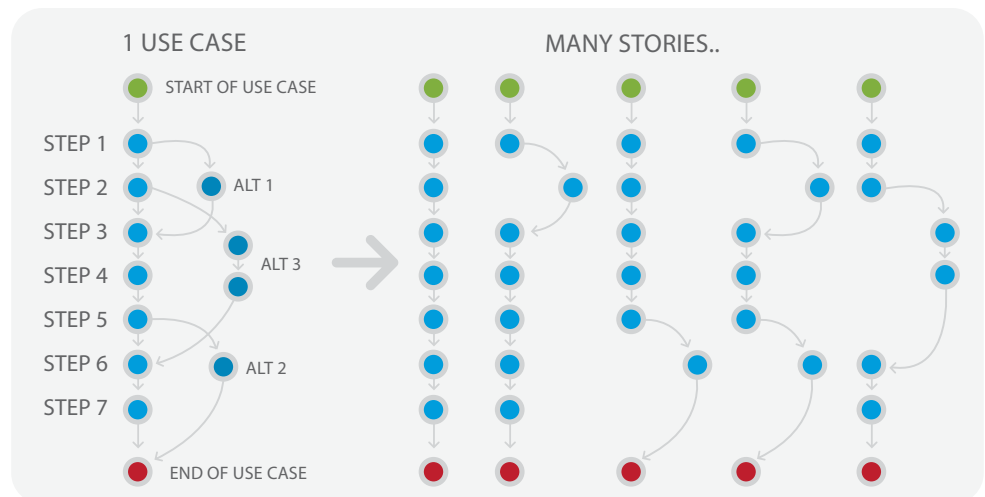 1 USE CASE
MANY STORIES..
START OF USE CASE
STEP 1
STEP 2
ALT 1
STEP 3
ALT 3
STEP 4
STEP 5
STEP 6
ALT 2
STEP 7
END OF USE CASE